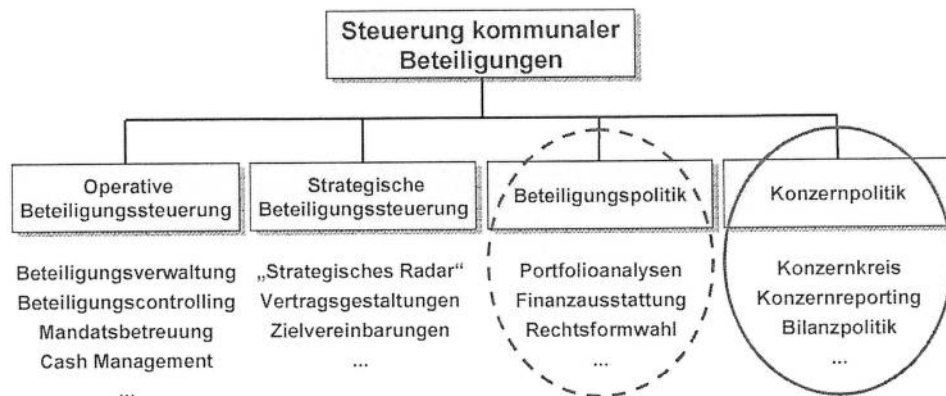 Steuerung kommunaler
Beteiligungen
Operative
Beteiligungssteuerung
Beteiligungsverwaltung
Beteiligungscontrolling
Mandatsbetreuung
Cash Management
...
Strategische
Beteiligungssteuerung
„Strategisches Radar“
Vertragsgestaltungen
Zielvereinbarungen
...
Beteiligungspolitik
Portfolioanalysen
Finanzausstattung
Rechtsformwahl
...
Konzernpolitik
Konzernkreis
Konzernreporting
Bilanzpolitik
...